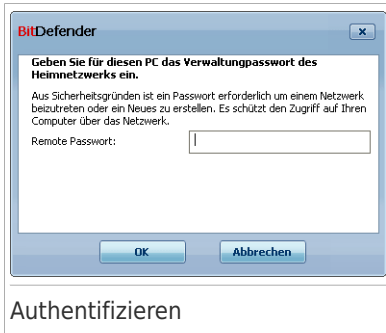 BitDefender
Geben Sie für diesen PC das Verwaltungpasswort des
Heimnetzwerks ein.
Aus Sicherheitsgründen ist ein Passwort erforderlich um einem Netzwerk
beizutreten oder ein Neues zu erstellen. Es schützt den Zugriff auf Ihren
Computer über das Netzwerk.
Remote Passwort:
OK
Abbrechen
Authentifizieren